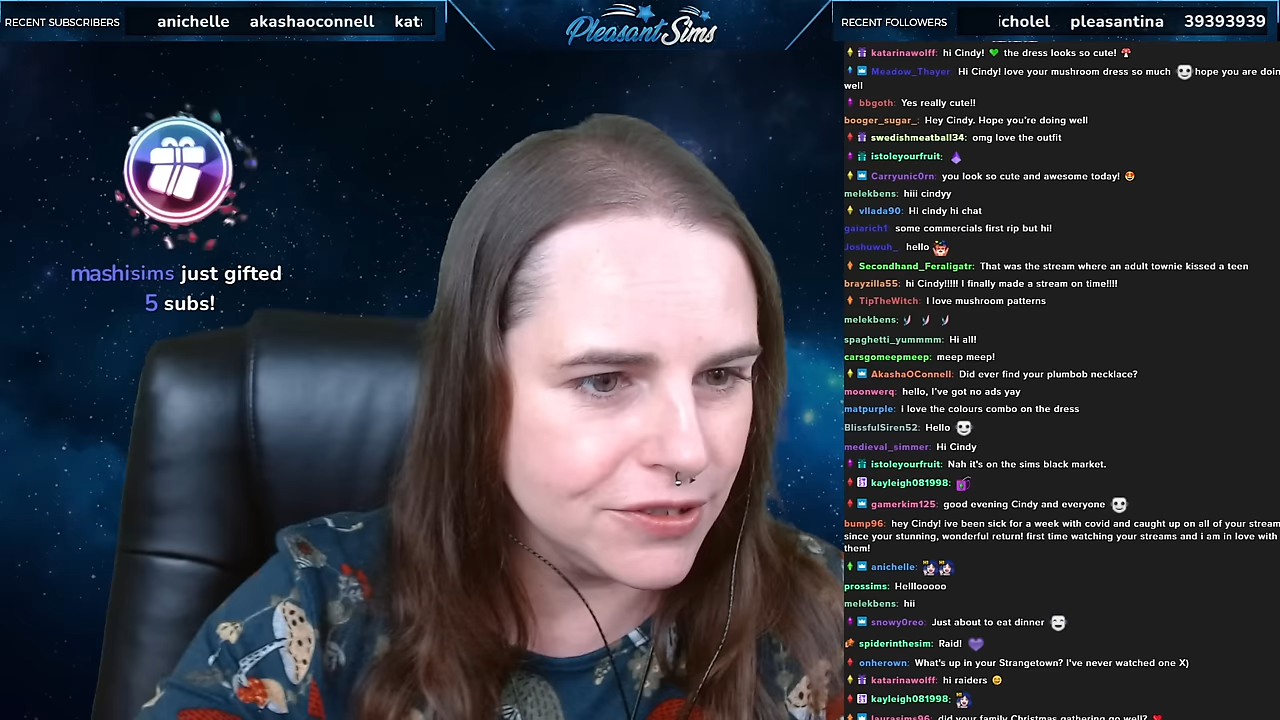 RECENT SUBSCRIBERS anichelle akashaoconnell kat
PleasantSims
RECENT FOLLOWERS icholel pleasantina 39393939
mashisims just gifted
5 subs!
katarinawolff: hi Cindy! the dress looks so cute!
Meadow_Thayer: Hi Cindy! love your mushroom dress so much hope you are doin
well
bbgoth: Yes really cute!!
booger_sugar_: Hey Cindy. Hope you're doing well
swedishmeatball34: omg love the outfit
istoleyourfruit:
Carryunic0rn: you look so cute and awesome today!
melekbens: hiii cindyy
vllada90: Hi cindy hi chat
gaiarich1: some commercials first rip but hi!
Joshuwuh_: hello
Secondhand_Feraligatr: That was the stream where an adult townie kissed a teen
brayzilla55: hi Cindy!!!!! I finally made a stream on time!!!!
TipTheWitch: I love mushroom patterns
melekbens:
spaghetti_yummmm: Hi all!
carsgomeepmeep: meep meep!
AkashaOConnell: Did ever find your plumbob necklace?
moonwerq: hello, I've got no ads yay
matpurple: i love the colours combo on the dress
BlissfulSiren52: Hello
medieval_simmer: Hi Cindy
istoleyourfruit: Nah it's on the sims black market.
kayleigh081998:
gamerkim125: good evening Cindy and everyone
bump96: hey Cindy! ive been sick for a week with covid and caught up on all of your stream
since your stunning, wonderful return! first time watching your streams and i am in love with
them!
anichelle:
prossims: Hellloooo
melekbens: hii
snowy0reo: Just about to eat dinner
spiderinthesim: Raid!
onherown: What's up in your Strangetown? I've never watched one X)
katarinawolff: hi raiders
kayleigh081998:
laurasims96: did your family Christmas gathering go well?